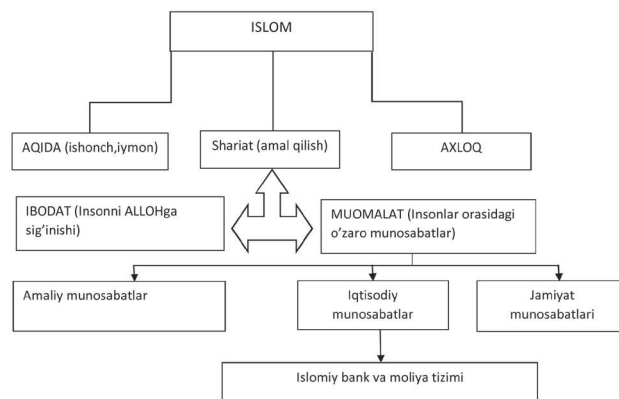 ISLOM
AQIDA (ishonch,iymon)
Shariat (amal qilish)
AXLOQ
IBODAT (Insonni ALLOHga
sig'inishi)
MUOMALAT (Insonlar orasidagi
o'zaro munosabatlar)
Amaliy munosabatlar
Iqtisodiy
munosabatlar
Jamiyat
munosabatlari
Islomiy bank va moliya tizimi